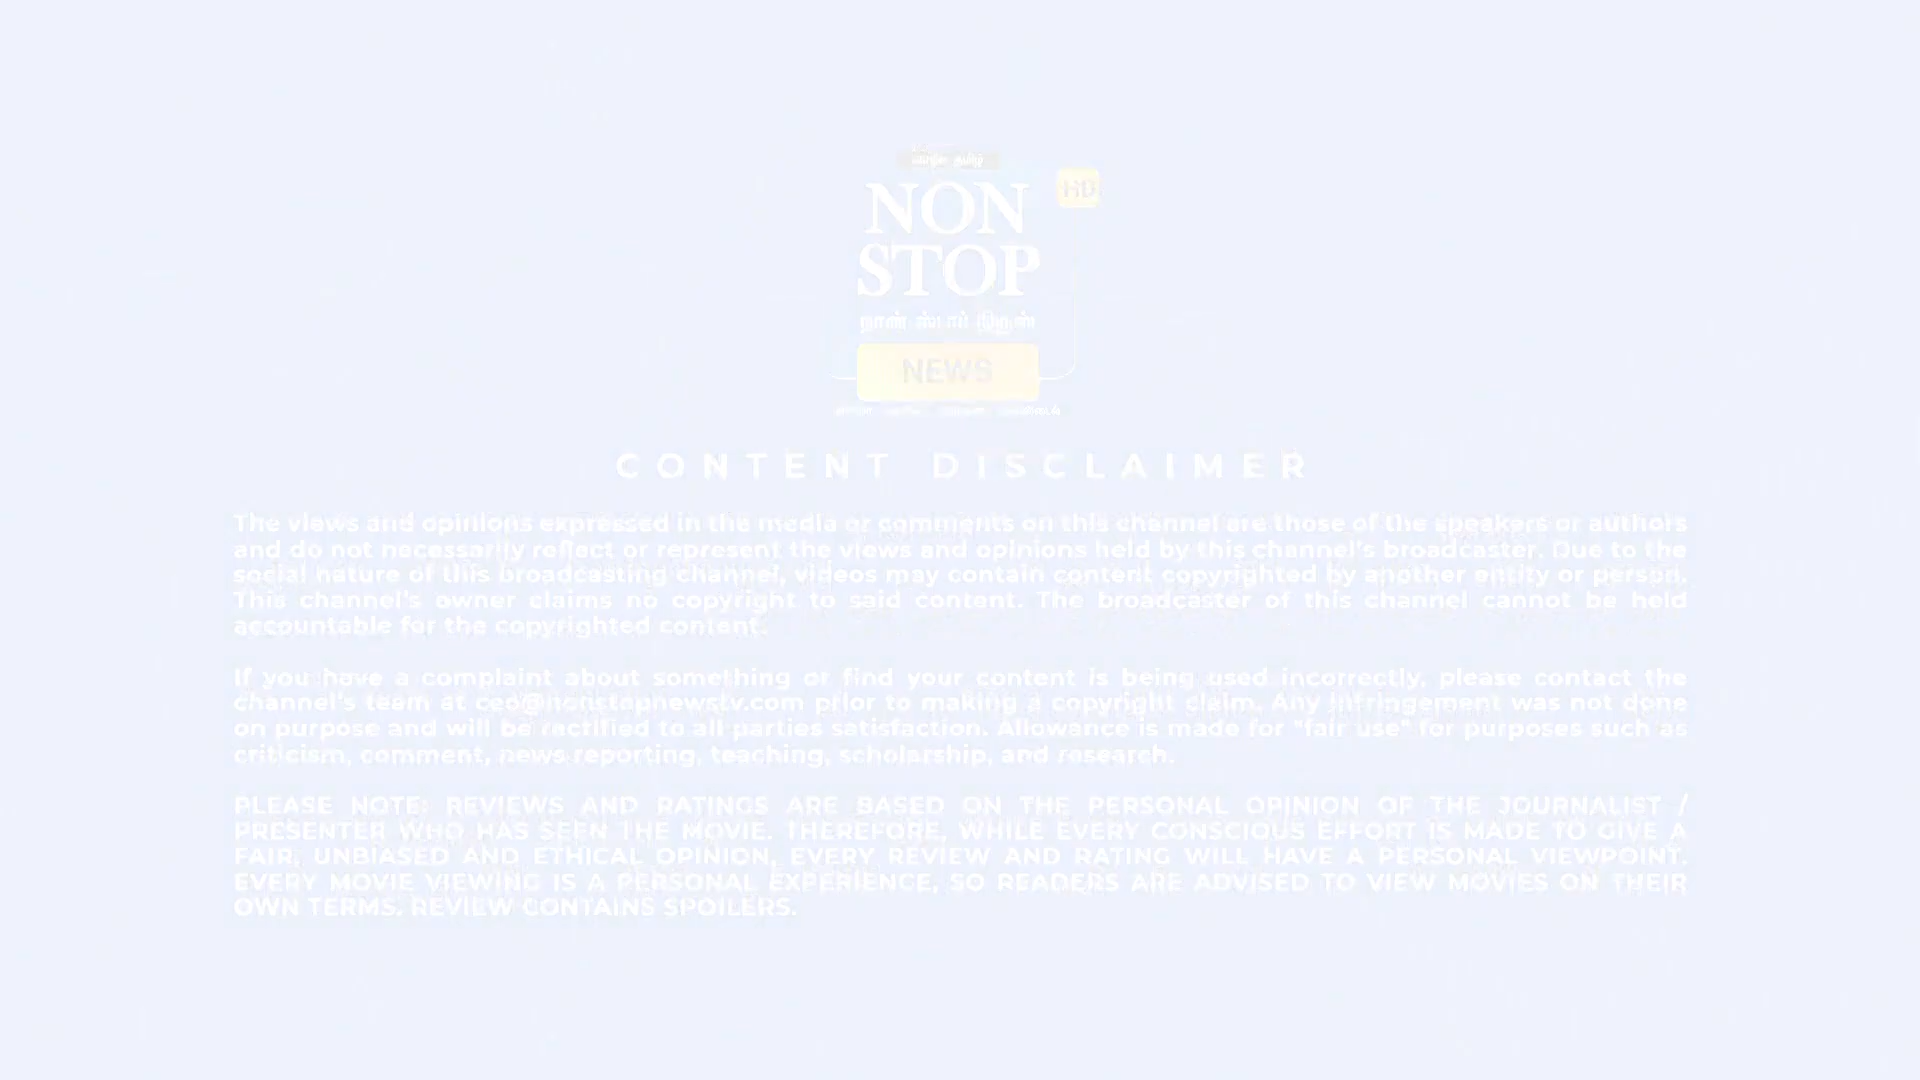 NON
HD
STOP
NEWS
CONTENT DISCLAIMER
The views and opinions expressed in the media or comments on this channel are those of the speakers or authors
and do not necessarily reflect or represent the views and opinions held by this channel's broadcaster. Due to the
social nature of this broadcasting channel, videos may contain content copyrighted by another entity or person.
This channel's owner claims no copyright to said content. The broadcaster of this channel cannot be held
accountable for the copyrighted content.
If you have a complaint about something or find your content is being used incorrectly, please contact the
channel's team at ceo@nonstopnewstv.com prior to making a copyright claim. Any infringement was not done
on purpose and will be rectified to all parties satisfaction. Allowance is made for "fair use" for purposes such as
criticism, comment, news reporting, teaching, scholarship, and research.
PLEASE NOTE: REVIEWS AND RATINGS ARE BASED ON THE PERSONAL OPINION OF THE JOURNALIST /
PRESENTER WHO HAS SEEN THE MOVIE. THEREFORE, WHILE EVERY CONSCIOUS EFFORT IS MADE TO GIVE A
FAIR, UNBIASED AND ETHICAL OPINION, EVERY REVIEW AND RATING WILL HAVE A PERSONAL VIEWPOINT.
EVERY MOVIE VIEWING IS A PERSONAL EXPERIENCE, SO READERS ARE ADVISED TO VIEW MOVIES ON THEIR
OWN TERMS. REVIEW CONTAINS SPOILERS.